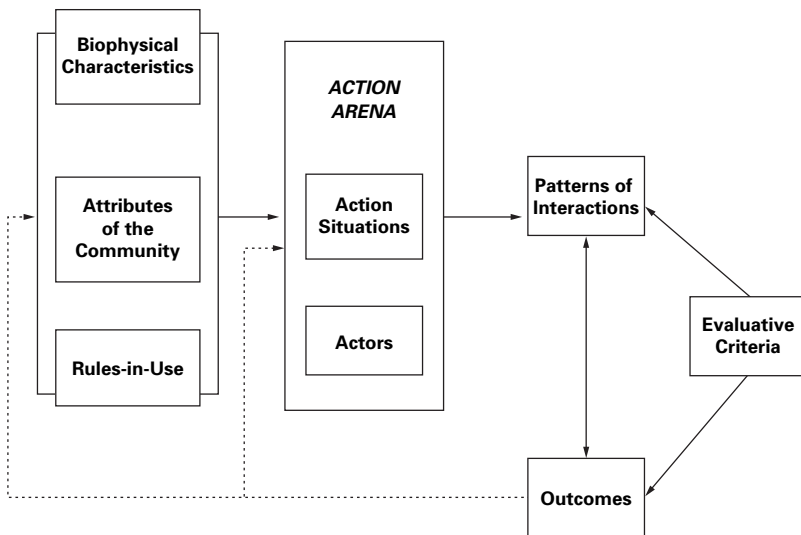 Biophysical
Characteristics
Attributes
of the
Community
Rules-in-Use
ACTION
ARENA
Action
Situations
Actors
Patterns of
Interactions
Evaluative
Criteria
Outcomes